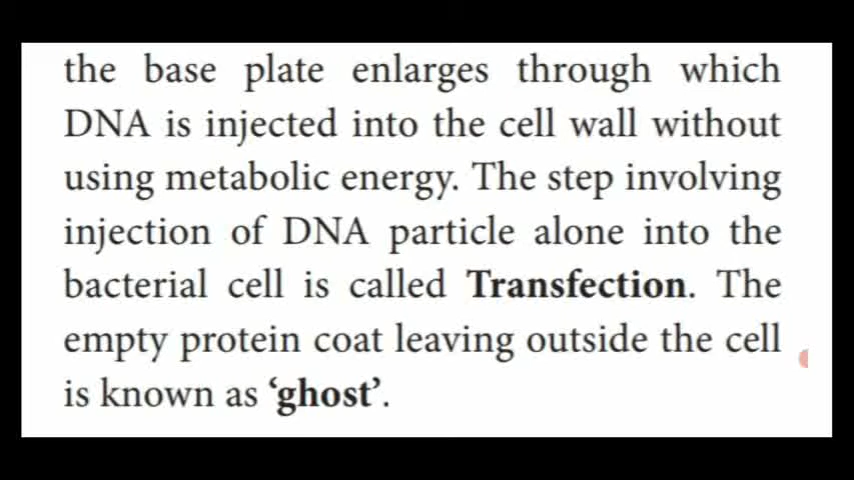 the base plate enlarges through which
DNA is injected into the cell wall without
using metabolic energy. The step involving
injection of DNA particle alone into the
bacterial cell is called Transfection. The
empty protein coat leaving outside the cell
is known as ‘ghost’.